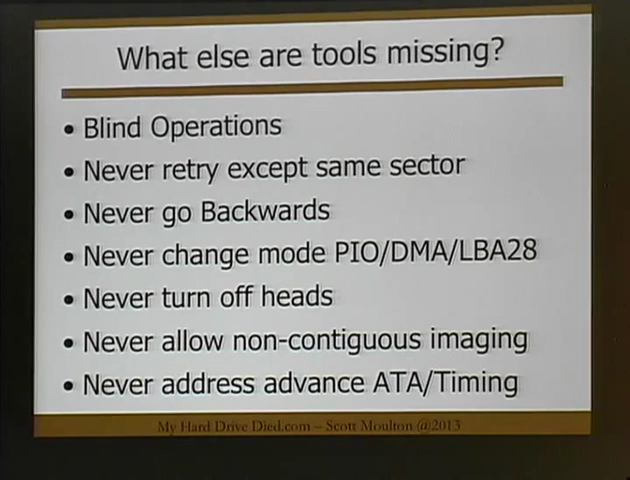 What else are tools missing?
• Blind Operations
• Never retry except same sector
• Never go Backwards
• Never change mode PIO/DMA/LBA28
• Never turn off heads
• Never allow non-contiguous imaging
• Never address advance ATA/Timing
My Hard Drive Died.com – Scott Moulton @2013